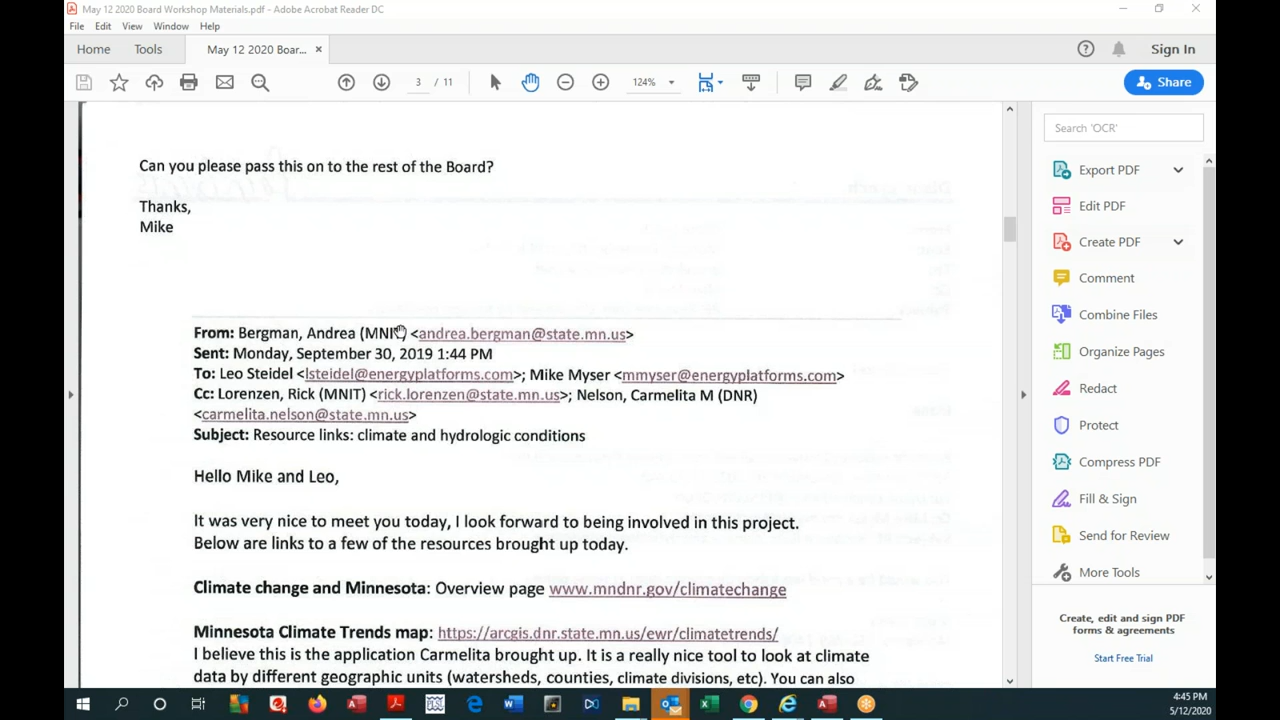 May 12 2020 Board Workshop Materials.pdf - Adobe Acrobat Reader DC
File Edit View Window Help
Home Tools May 12 2020 Boar... × Sign In
3 / 11 124% Share
Can you please pass this on to the rest of the Board?
Thanks,
Mike
From: Bergman, Andrea (MNIT) <andrea.bergman@state.mn.us>
Sent: Monday, September 30, 2019 1:44 PM
To: Leo Steidel <lsteidel@energyplatforms.com>; Mike Myser <mmyser@energyplatforms.com>
Cc: Lorenzen, Rick (MNIT) <rick.lorenzen@state.mn.us>; Nelson, Carmelita M (DNR)
<carmelita.nelson@state.mn.us>
Subject: Resource links: climate and hydrologic conditions
Hello Mike and Leo,
It was very nice to meet you today, I look forward to being involved in this project.
Below are links to a few of the resources brought up today.
Climate change and Minnesota: Overview page www.mndnr.gov/climatechange
Minnesota Climate Trends map: https://arcgis.dnr.state.mn.us/ewr/climatetrends/
I believe this is the application Carmelita brought up. It is a really nice tool to look at climate
data by different geographic units (watersheds, counties, climate divisions, etc). You can also
Search 'OCR'
Export PDF
Edit PDF
Create PDF
Comment
Combine Files
Organize Pages
Redact
Protect
Compress PDF
Fill & Sign
Send for Review
More Tools
Create, edit and sign PDF
forms & agreements
Start Free Trial
4:45 PM
5/12/2020